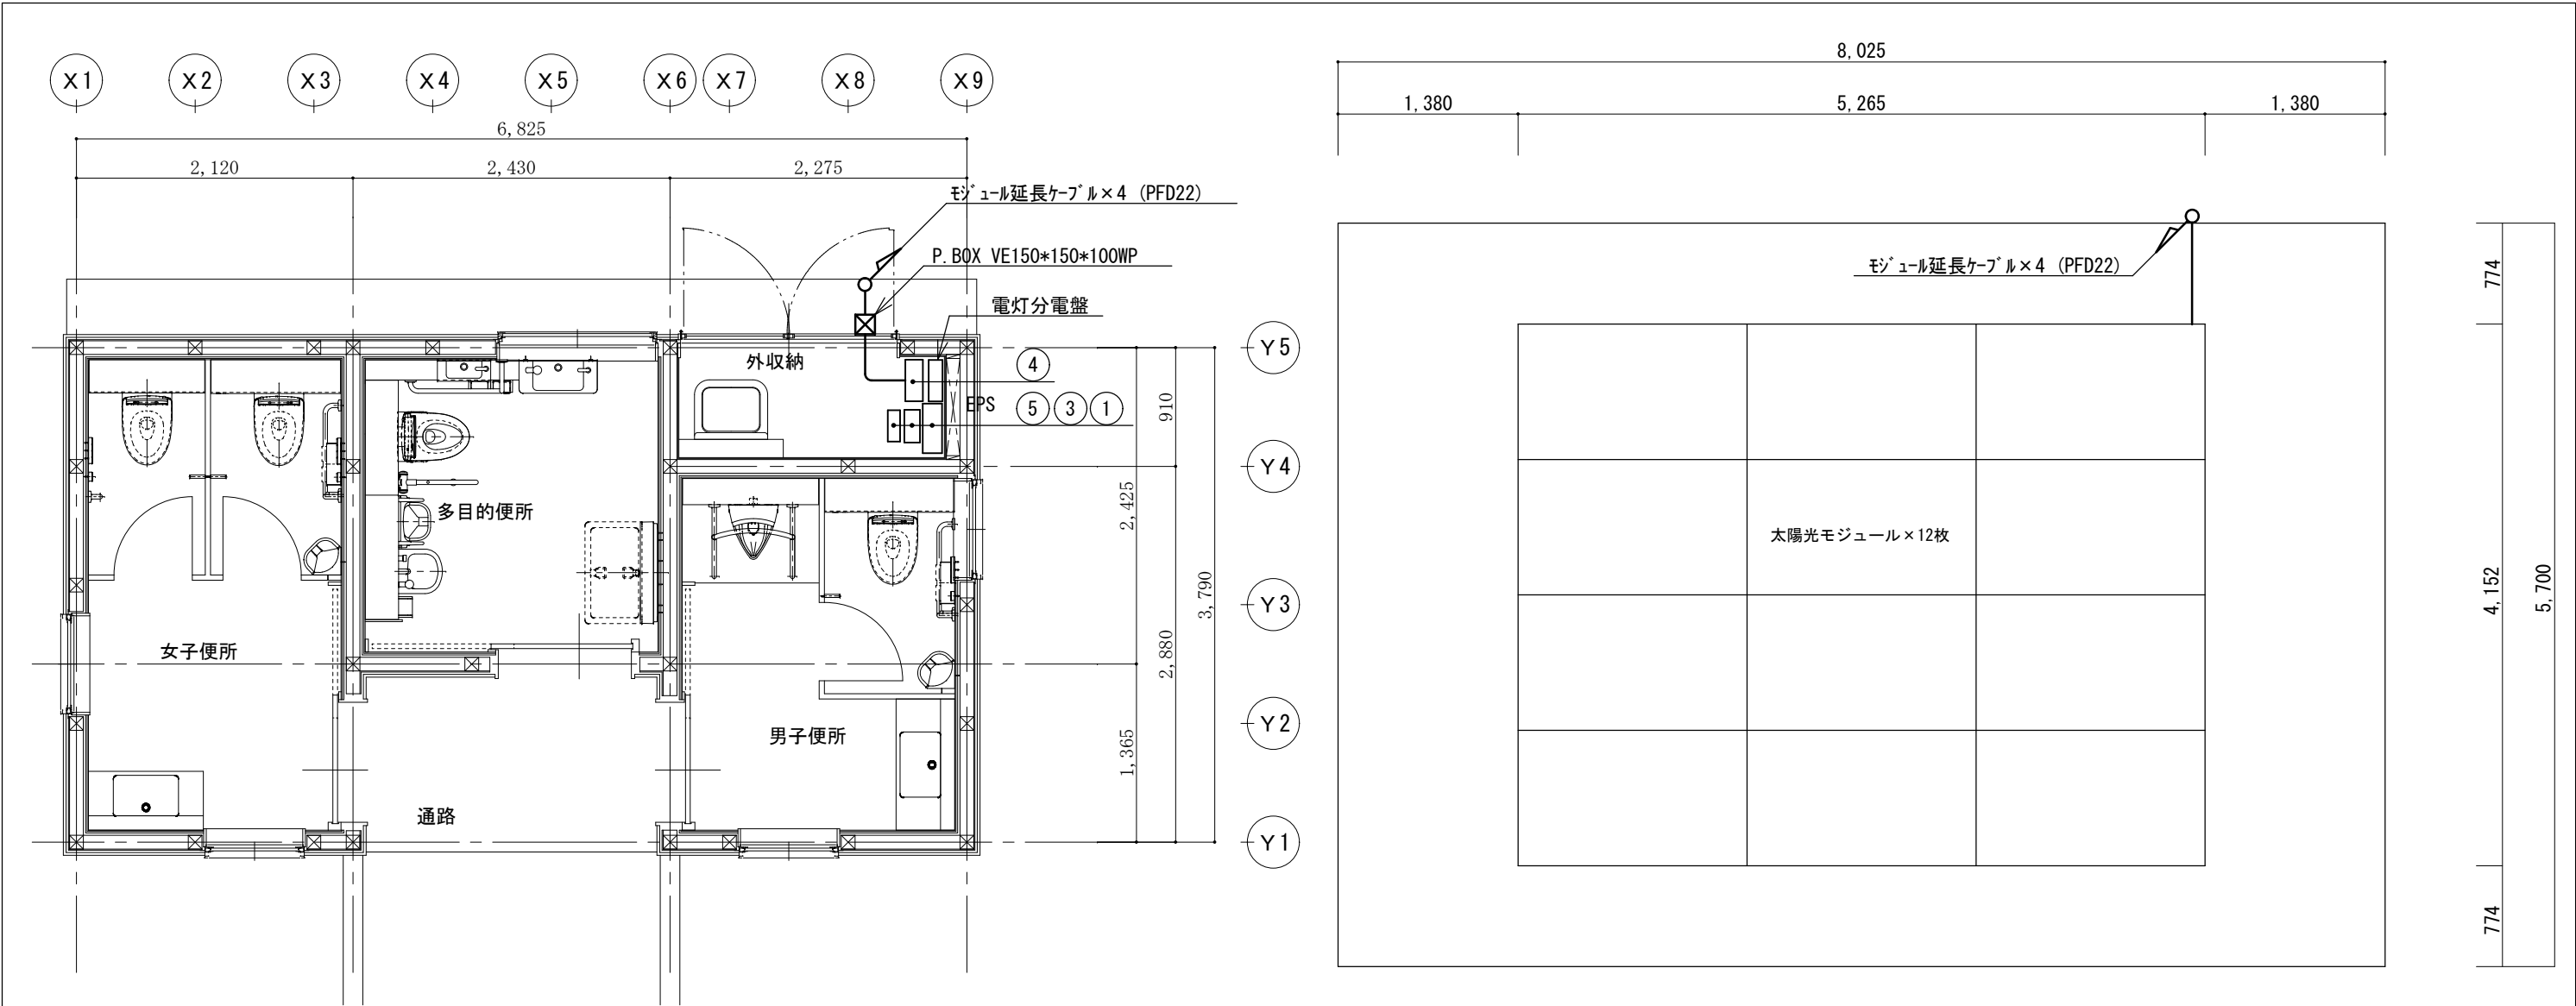 X1
X2
X3
X4
X5
X6
X7
X8
X9
6,825
2,120
2,430
2,275
ﾓｼﾞｭｰﾙ延長ｹｰﾌﾞﾙ×4 (PFD22)
P.BOX VE150*150*100WP
電灯分電盤
外収納
4
EPS
5
3
1
多目的便所
女子便所
男子便所
通路
910
2,425
2,880
3,790
1,365
Y5
Y4
Y3
Y2
Y1
8,025
1,380
5,265
1,380
ﾓｼﾞｭｰﾙ延長ｹｰﾌﾞﾙ×4 (PFD22)
太陽光モジュール×12枚
774
4,152
5,700
774